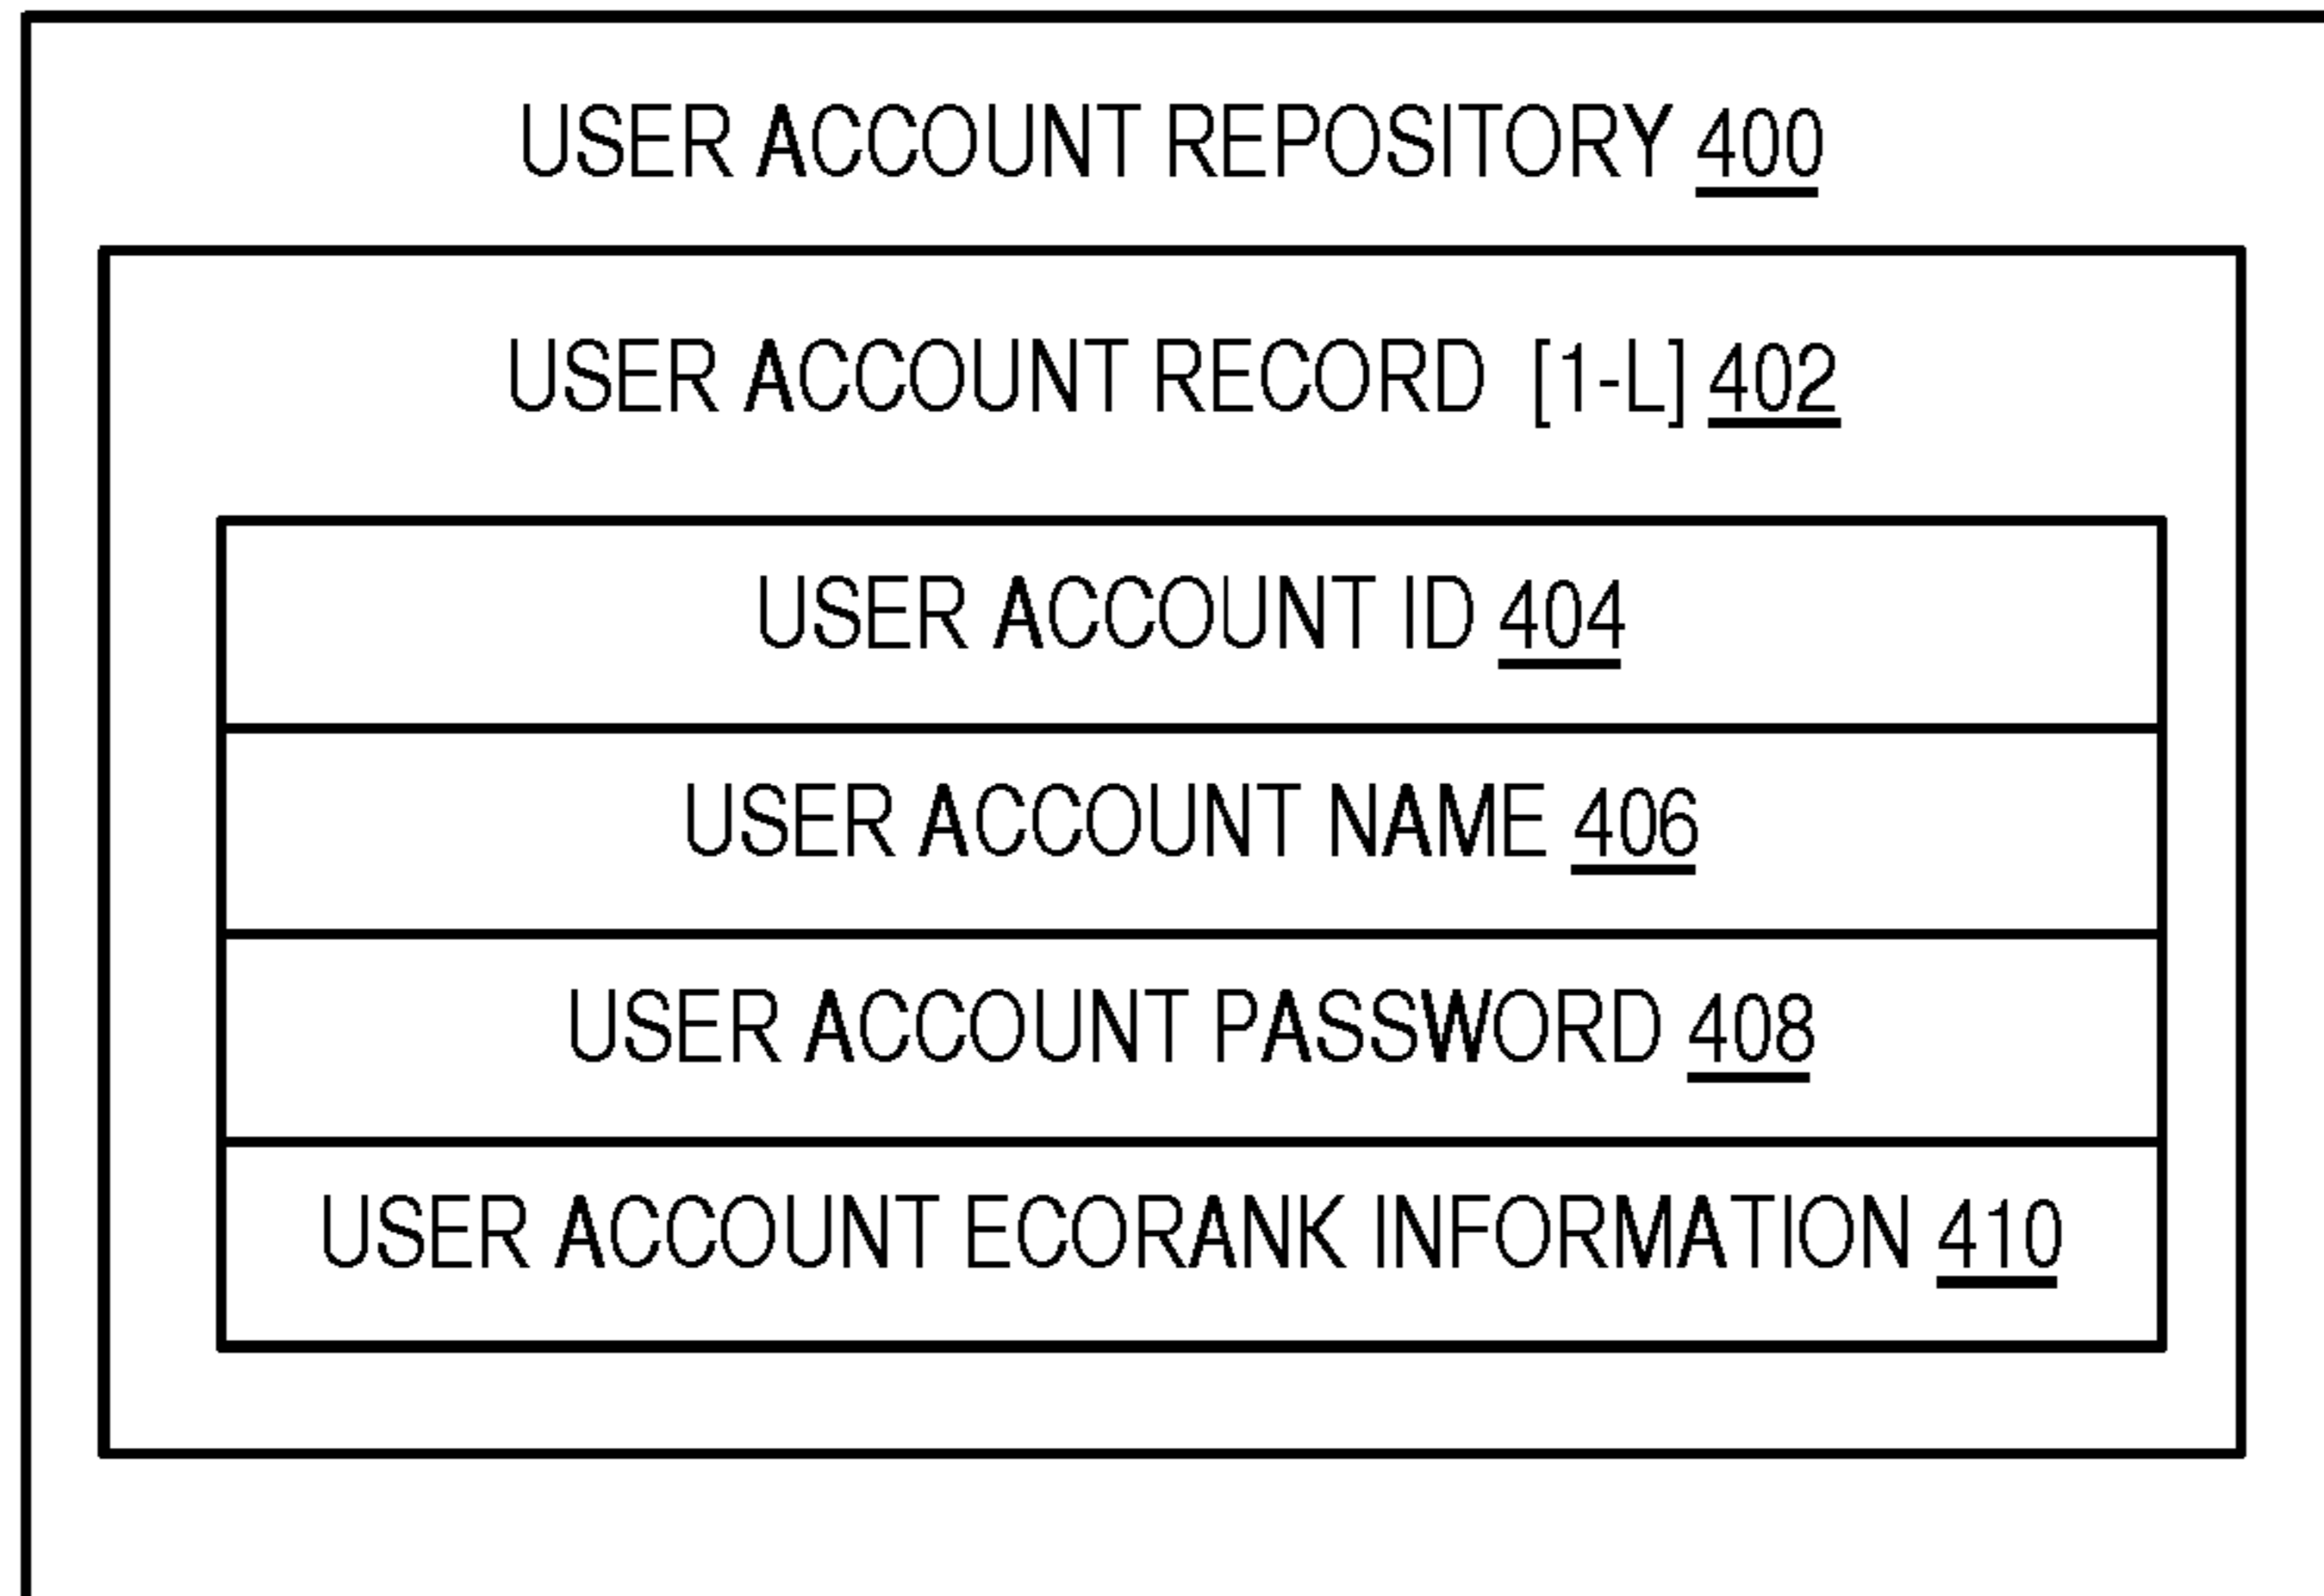 USER ACCOUNT REPOSITORY 400
USER ACCOUNT RECORD [1-L] 402
USER ACCOUNT ID 404
USER ACCOUNT NAME 406
USER ACCOUNT PASSWORD 408
USER ACCOUNT ECORANK INFORMATION 410